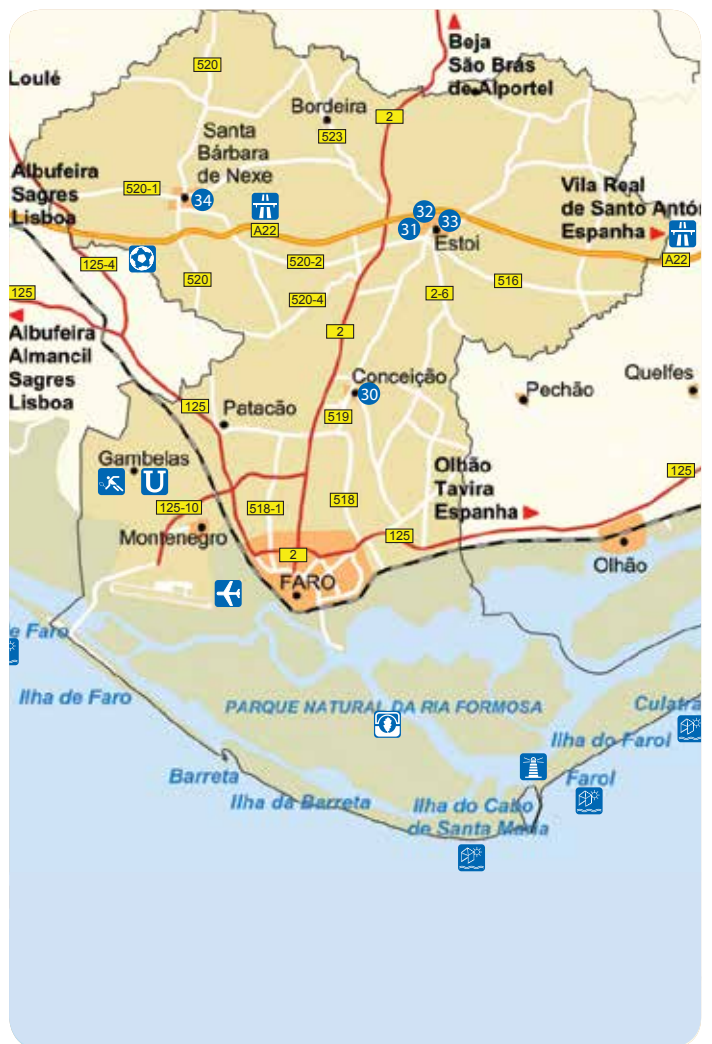 Beja
São Brás
de Alportel
520
Loulé
Bordeira
2
523
Santa
Bárbara
de Nexe
Albufeira
Sagres
Lisboa
520-1
34
Vila Real
de Santo Antón
Espanha
32
33
31
Estoi
A22
A22
125-4
520-2
520
516
125
520-4
2-6
2
Albufeira
Almancil
Sagres
Lisboa
Conceição
30
Quelfes
Pechão
125
Patacão
519
Gambelas
U
Olhão
Tavira
Espanha
125
125-10
518-1
518
Montenegro
125
2
Olhão
FARO
e Faro
Ilha de Faro
PARQUE NATURAL DA RIA FORMOSA
Culatra
Ilha do Farol
Barreta
Farol
Ilha da Barreta
Ilha do Cabo
de Santa Maria